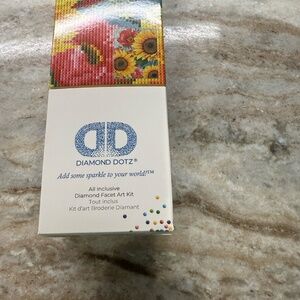 DIAMOND DOTZ®
Add some sparkle to your world!™
All Inclusive
Diamond Facet Art Kit
Tout inclus
Kit d'art Broderie Diamant